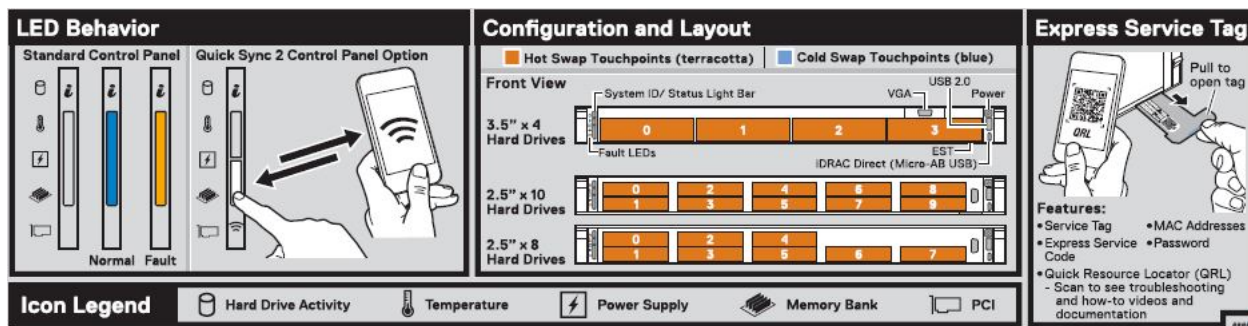 LED Behavior
Standard Control Panel
Quick Sync 2 Control Panel Option
i
i
i
i
Normal Fault
Configuration and Layout
Hot Swap Touchpoints (terracotta)
Cold Swap Touchpoints (blue)
Front View
System ID/ Status Light Bar
VGA
USB 2.0
Power
3.5" x 4
Hard Drives
0 1 2 3
Fault LEDs
EST
iDRAC Direct (Micro-AB USB)
2.5" x 10
Hard Drives
0 2 4 6 8
1 3 5 7 9
2.5" x 8
Hard Drives
0 2 4
1 3 5 6 7
Express Service Tag
Pull to
open tag
QRL
Features:
•Service Tag
•Express Service
Code
•MAC Addresses
•Password
•Quick Resource Locator (QRL)
- Scan to see troubleshooting
and how-to videos and
documentation
Icon Legend
Hard Drive Activity
Temperature
Power Supply
Memory Bank
PCI